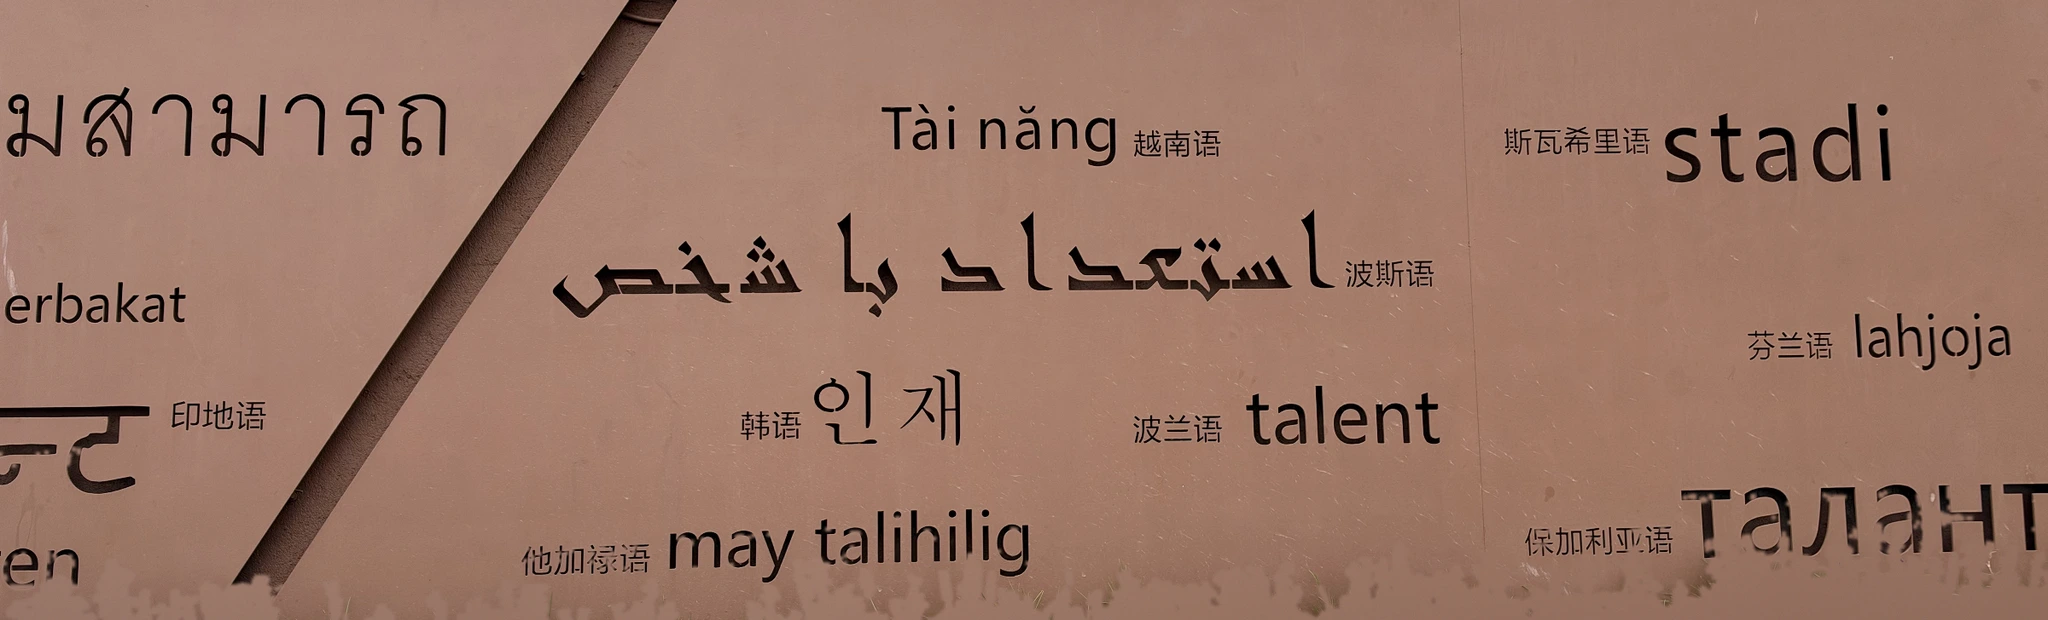 มสามารถ
erbakat
印地语
en
Tài năng 越南语
استعداد با شخص 波斯语
韩语 인재
波兰语 talent
他加禄语 may talihilig
斯瓦希里语 stadi
芬兰语 lahjoja
保加利亚语 талант